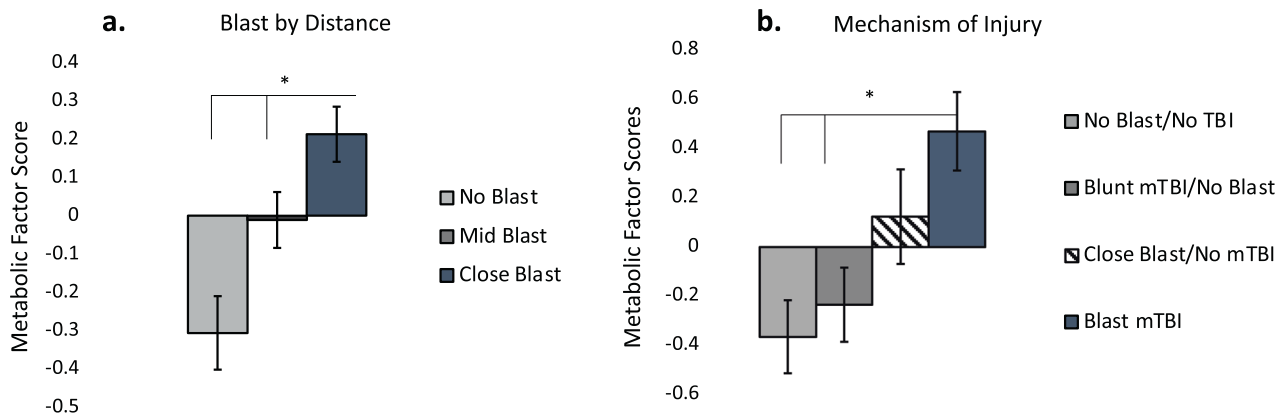 a.
Blast by Distance
Metabolic Factor Score
0.4
0.3
0.2
0.1
0
-0.1
-0.2
-0.3
-0.4
-0.5
*
No Blast
Mid Blast
Close Blast
b.
Mechanism of Injury
Metabolic Factor Scores
0.8
0.6
0.4
0.2
0
-0.2
-0.4
-0.6
*
No Blast/No TBI
Blunt mTBI/No Blast
Close Blast/No mTBI
Blast mTBI